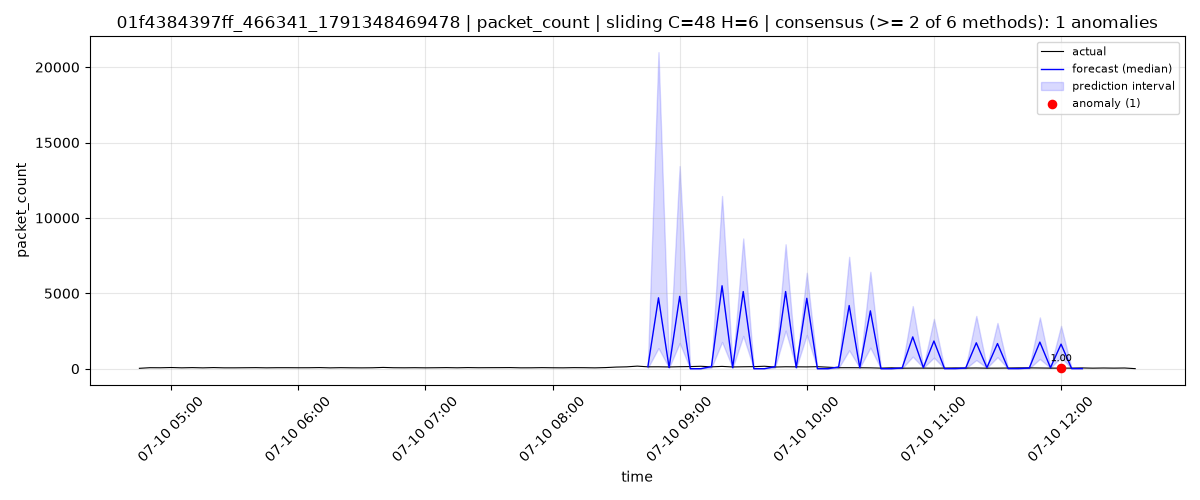 01f4384397ff_466341_1791348469478 | packet_count | sliding C=48 H=6 | consensus (>= 2 of 6 methods): 1 anomalies
actual
forecast (median)
prediction interval
anomaly (1)
packet_count
20000
15000
10000
5000
0
1.00
07-10 05:00
07-10 06:00
07-10 07:00
07-10 08:00
07-10 09:00
07-10 10:00
07-10 11:00
07-10 12:00
time